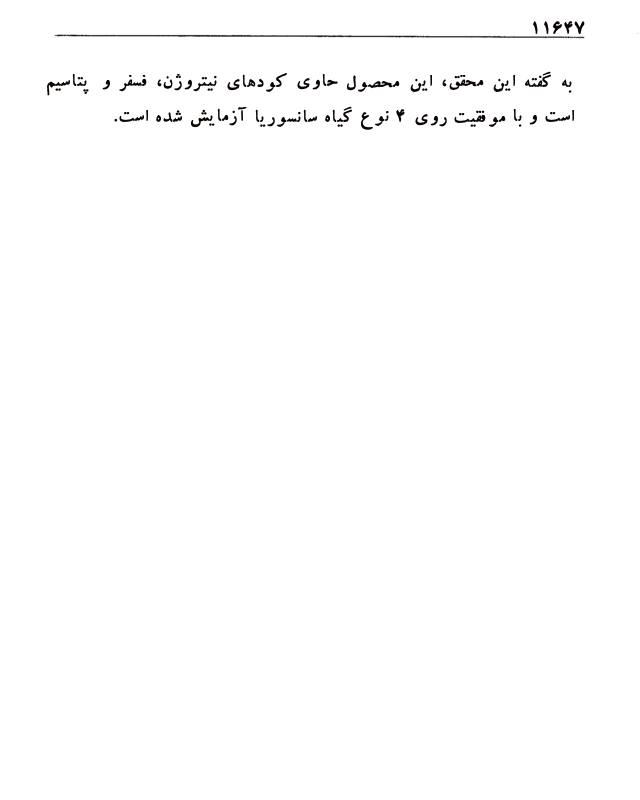 ۱۱۶۴۷
به گفته این محقق، این محصول حاوی کودهای نیتروژن، فسفر و پتاسیم
است و با موفقیت روی ۴ نوع گیاه سانسوریا آزمایش شده است.